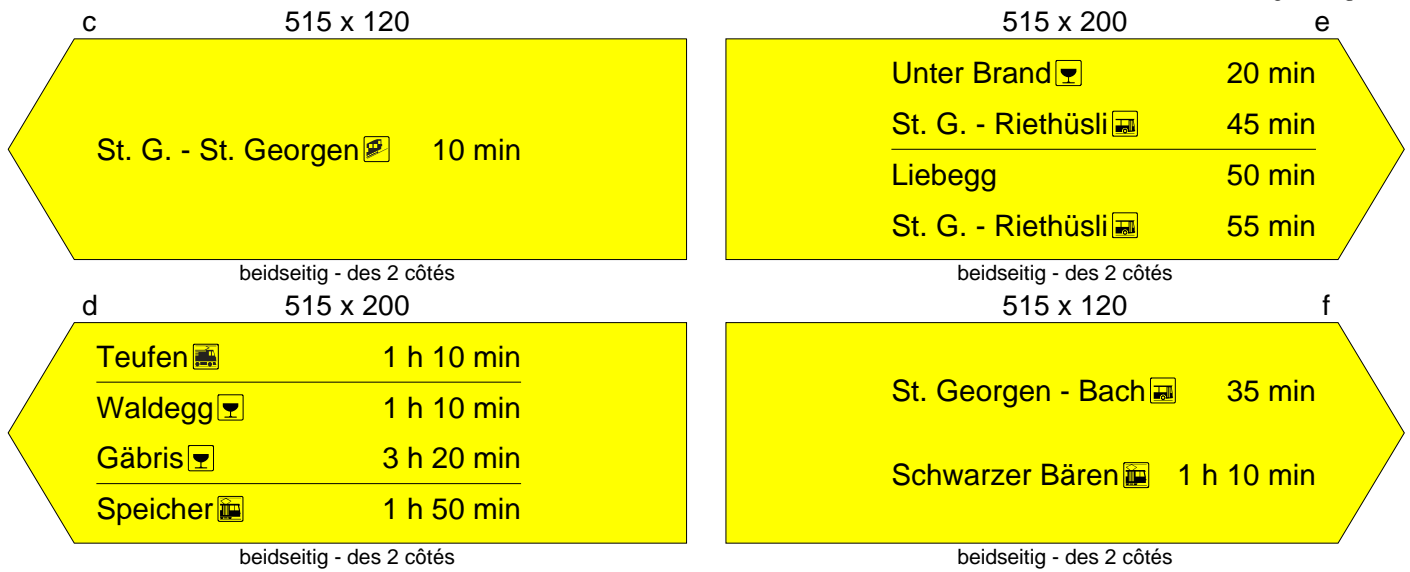 c 515 x 120
St. G. - St. Georgen 10 min
beidseitig - des 2 côtés
515 x 200 e
Unter Brand 20 min
St. G. - Riethüsli 45 min
Liebegg 50 min
St. G. - Riethüsli 55 min
beidseitig - des 2 côtés
d 515 x 200
Teufen 1 h 10 min
Waldegg 1 h 10 min
Gäbris 3 h 20 min
Speicher 1 h 50 min
beidseitig - des 2 côtés
515 x 120 f
St. Georgen - Bach 35 min
Schwarzer Bären 1 h 10 min
beidseitig - des 2 côtés